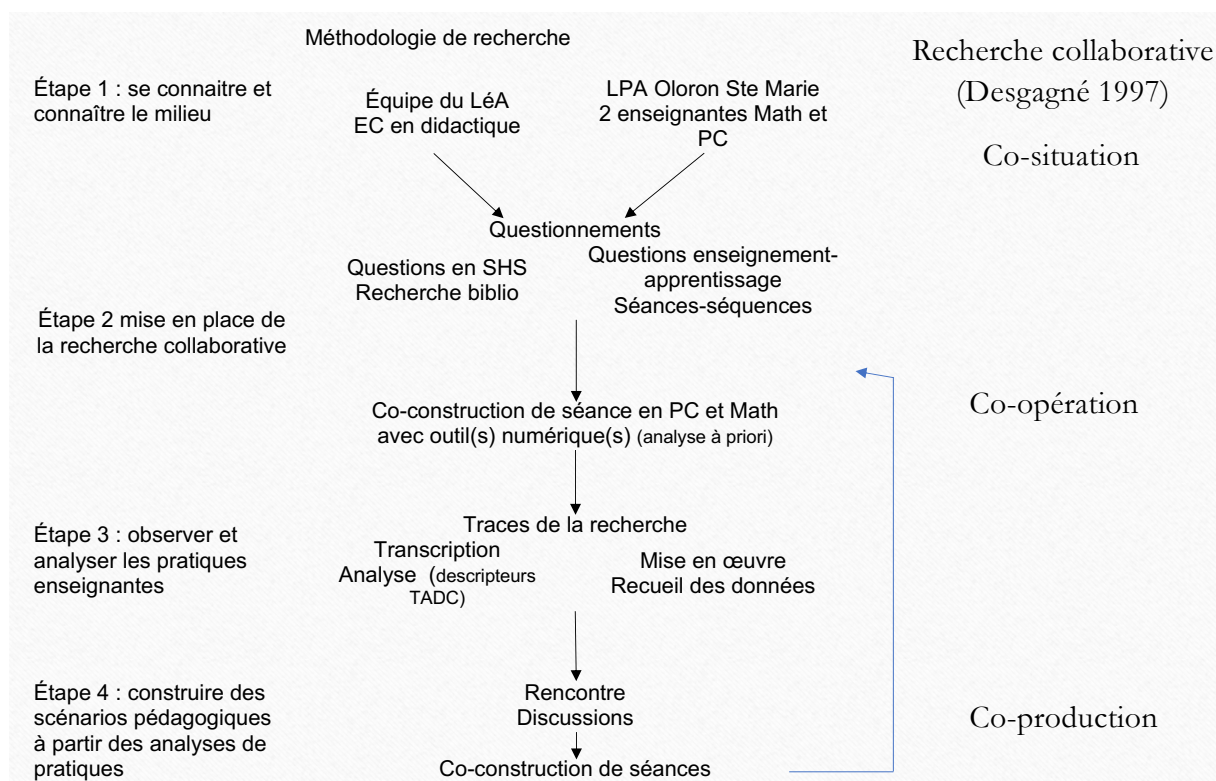 Méthodologie de recherche
Recherche collaborative
(Desgagné 1997)
Étape 1 : se connaitre et
connaître le milieu
Équipe du LéA
EC en didactique
LPA Oloron Ste Marie
2 enseignantes Math et
PC
Co-situation
Questionnements
Questions en SHS
Recherche biblio
Questions enseignement-
apprentissage
Séances-séquences
Étape 2 mise en place de
la recherche collaborative
Co-construction de séance en PC et Math
avec outil(s) numérique(s) (analyse à priori)
Co-opération
Étape 3 : observer et
analyser les pratiques
enseignantes
Traces de la recherche
Transcription
Analyse (descripteurs
TADC)
Mise en œuvre
Recueil des données
Étape 4 : construire des
scénarios pédagogiques
à partir des analyses de
pratiques
Rencontre
Discussions
Co-production
Co-construction de séances